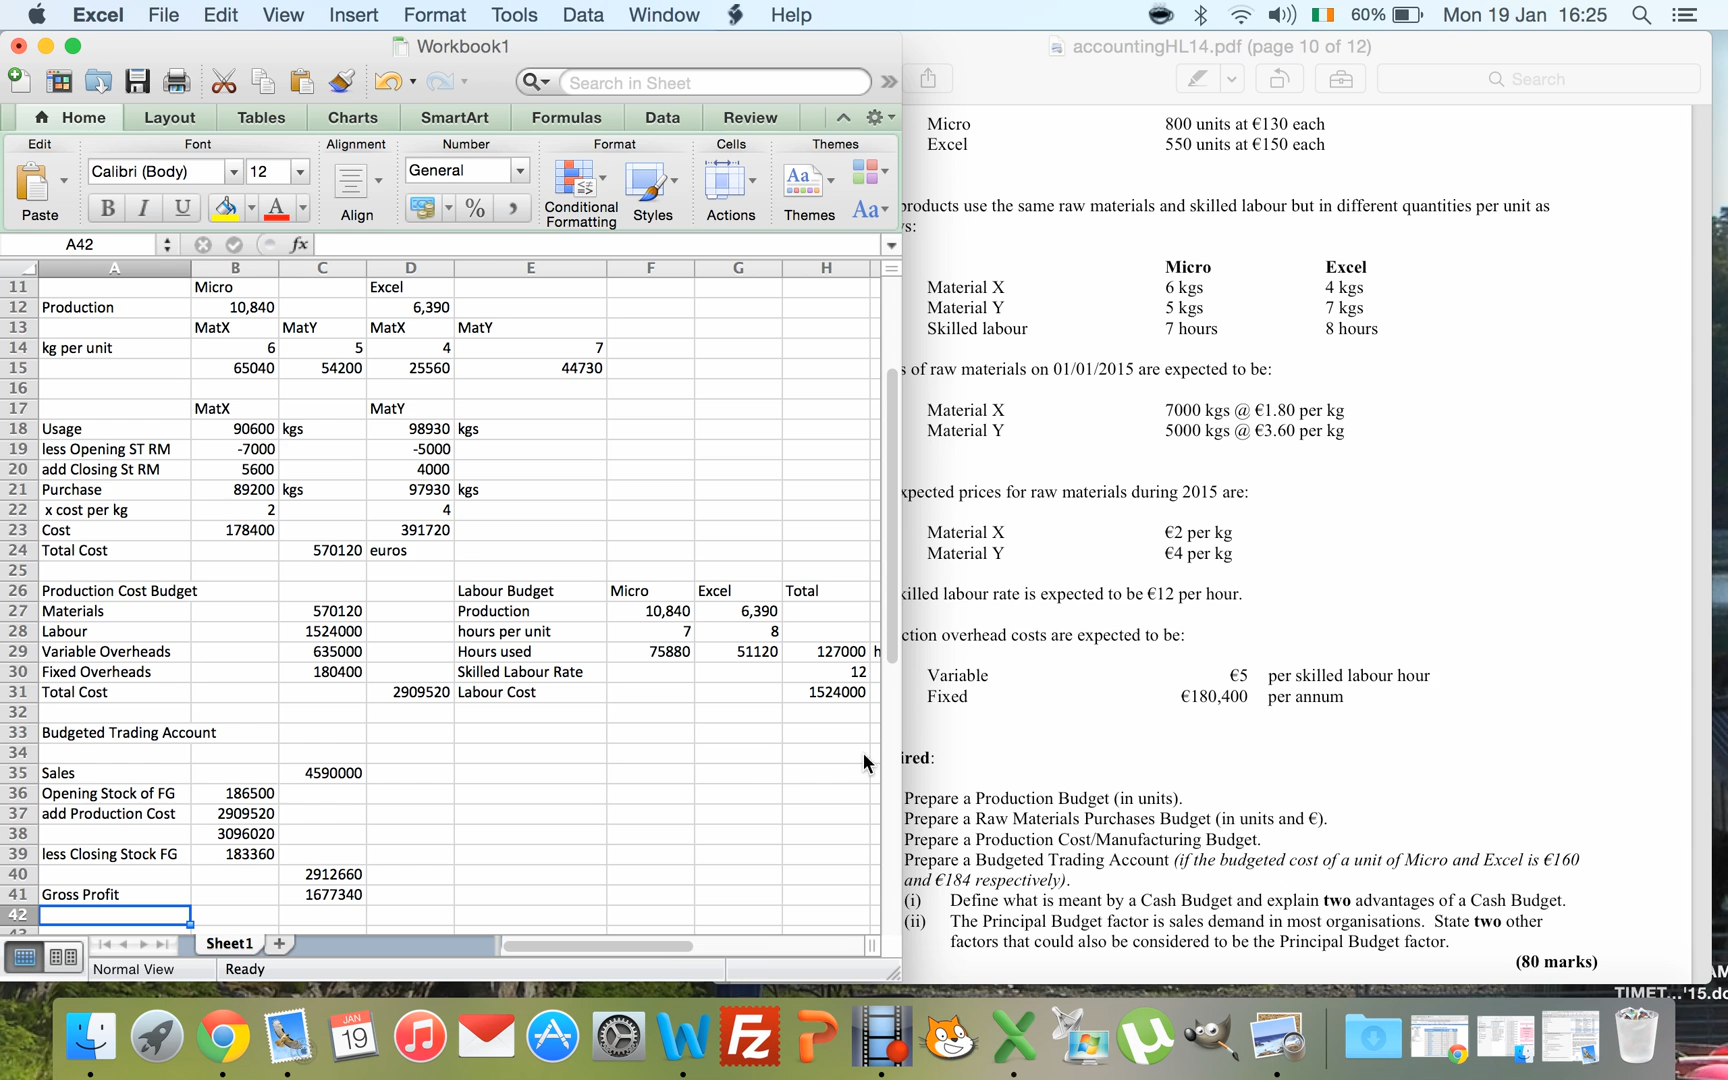 Excel File Edit View Insert Format Tools Data Window Help 60% Mon 19 Jan 16:25
Workbook1
Search in Sheet
Home Layout Tables Charts SmartArt Formulas Data Review
Edit Font Alignment Number Format Cells Themes
Calibri (Body) 12 General Aa
B I U A % Aa
Paste Align Conditional Formatting Styles Actions Themes
A42 fx
A B C D E F G H
11 Micro Excel
12 Production 10,840 6,390
13 MatX MatY MatX MatY
14 kg per unit 6 5 4 7
15 65040 54200 25560 44730
16
17 MatX MatY
18 Usage 90600 kgs 98930 kgs
19 less Opening ST RM -7000 -5000
20 add Closing St RM 5600 4000
21 Purchase 89200 kgs 97930 kgs
22 x cost per kg 2 4
23 Cost 178400 391720
24 Total Cost 570120 euros
25
26 Production Cost Budget Labour Budget Micro Excel Total
27 Materials 570120 Production 10,840 6,390
28 Labour 1524000 hours per unit 7 8
29 Variable Overheads 635000 Hours used 75880 51120 127000 h
30 Fixed Overheads 180400 Skilled Labour Rate 12
31 Total Cost 2909520 Labour Cost 1524000
32
33 Budgeted Trading Account
34
35 Sales 4590000
36 Opening Stock of FG 186500
37 add Production Cost 2909520
38 3096020
39 less Closing Stock FG 183360
40 2912660
41 Gross Profit 1677340
42
Sheet1
Normal View Ready
accountingHL14.pdf (page 10 of 12)
Search
Micro 800 units at €130 each
Excel 550 units at €150 each
products use the same raw materials and skilled labour but in different quantities per unit as
s:
Micro Excel
Material X 6 kgs 4 kgs
Material Y 5 kgs 7 kgs
Skilled labour 7 hours 8 hours
s of raw materials on 01/01/2015 are expected to be:
Material X 7000 kgs @ €1.80 per kg
Material Y 5000 kgs @ €3.60 per kg
xpected prices for raw materials during 2015 are:
Material X €2 per kg
Material Y €4 per kg
killed labour rate is expected to be €12 per hour.
ction overhead costs are expected to be:
Variable €5 per skilled labour hour
Fixed €180,400 per annum
ired:
Prepare a Production Budget (in units).
Prepare a Raw Materials Purchases Budget (in units and €).
Prepare a Production Cost/Manufacturing Budget.
Prepare a Budgeted Trading Account (if the budgeted cost of a unit of Micro and Excel is €160
and €184 respectively).
(i) Define what is meant by a Cash Budget and explain two advantages of a Cash Budget.
(ii) The Principal Budget factor is sales demand in most organisations. State two other
factors that could also be considered to be the Principal Budget factor.
(80 marks)
TIMET...'15.do
JAN 19
W Fz P X